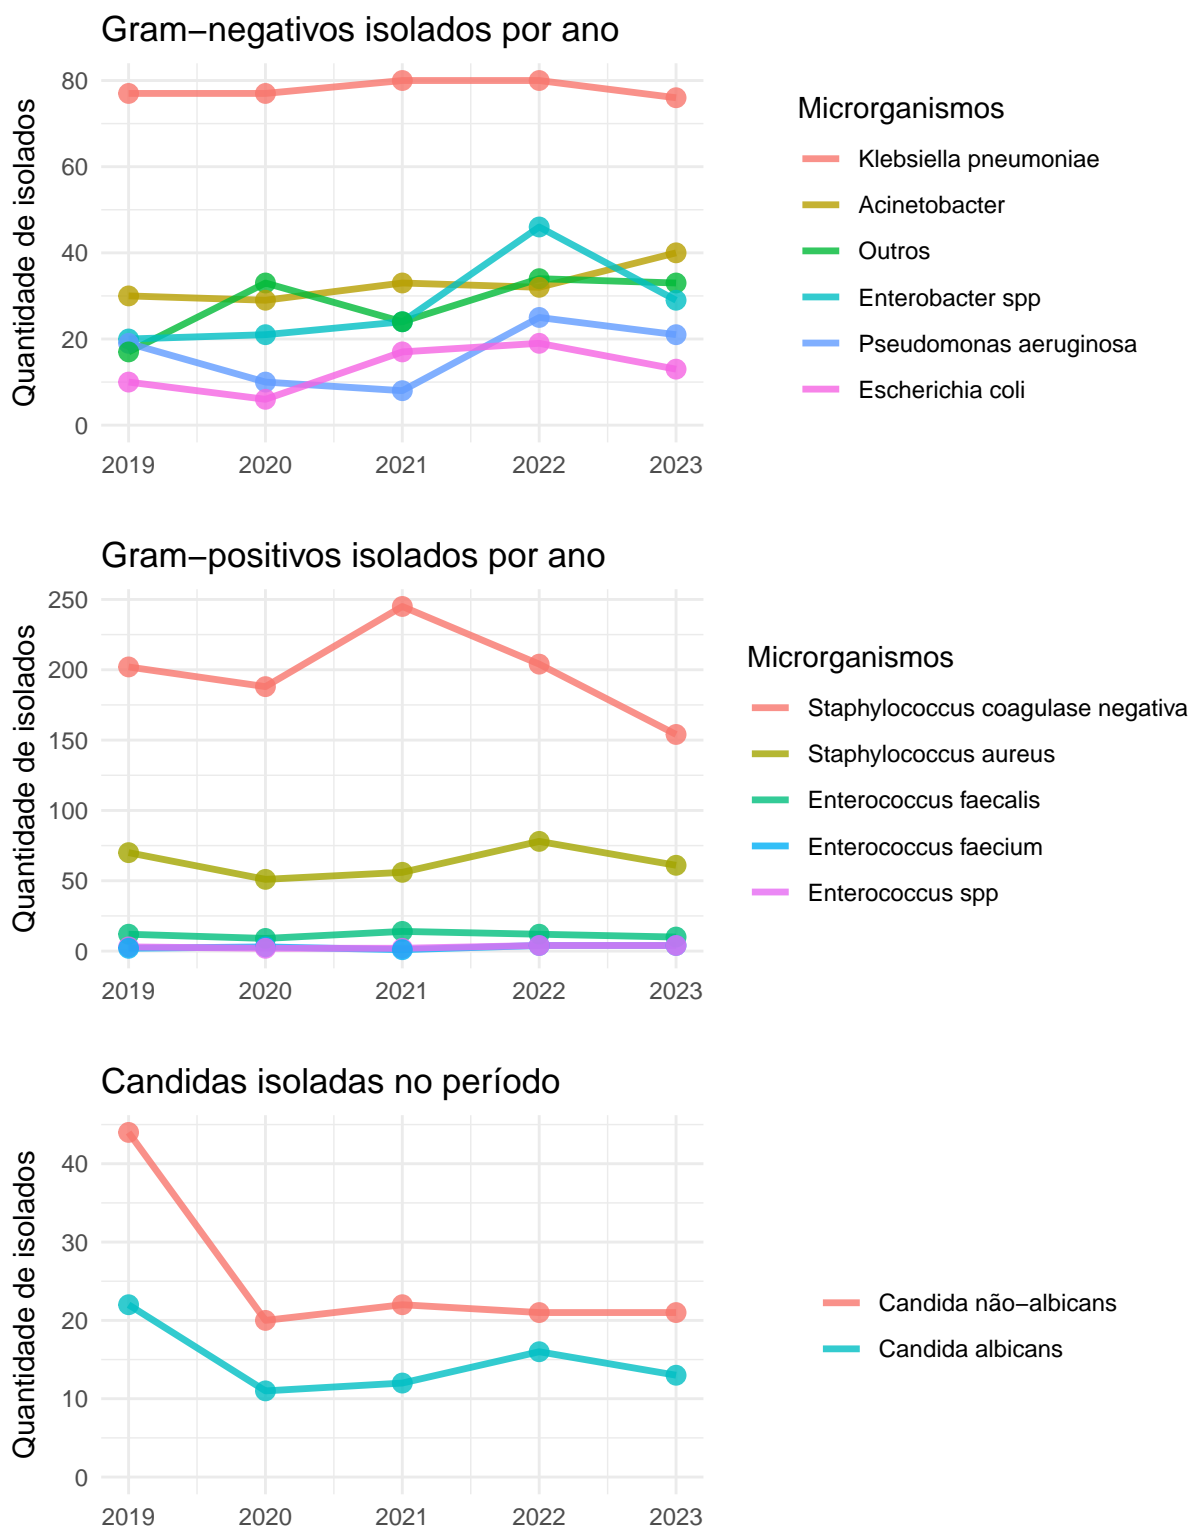 Gram−negativos isolados por ano
Quantidade de isolados
80
60
40
20
0
2019 2020 2021 2022 2023
Microrganismos
Klebsiella pneumoniae
Acinetobacter
Outros
Enterobacter spp
Pseudomonas aeruginosa
Escherichia coli
Gram−positivos isolados por ano
Quantidade de isolados
250
200
150
100
50
0
2019 2020 2021 2022 2023
Microrganismos
Staphylococcus coagulase negativa
Staphylococcus aureus
Enterococcus faecalis
Enterococcus faecium
Enterococcus spp
Candidas isoladas no período
Quantidade de isolados
40
30
20
10
0
2019 2020 2021 2022 2023
Candida não−albicans
Candida albicans